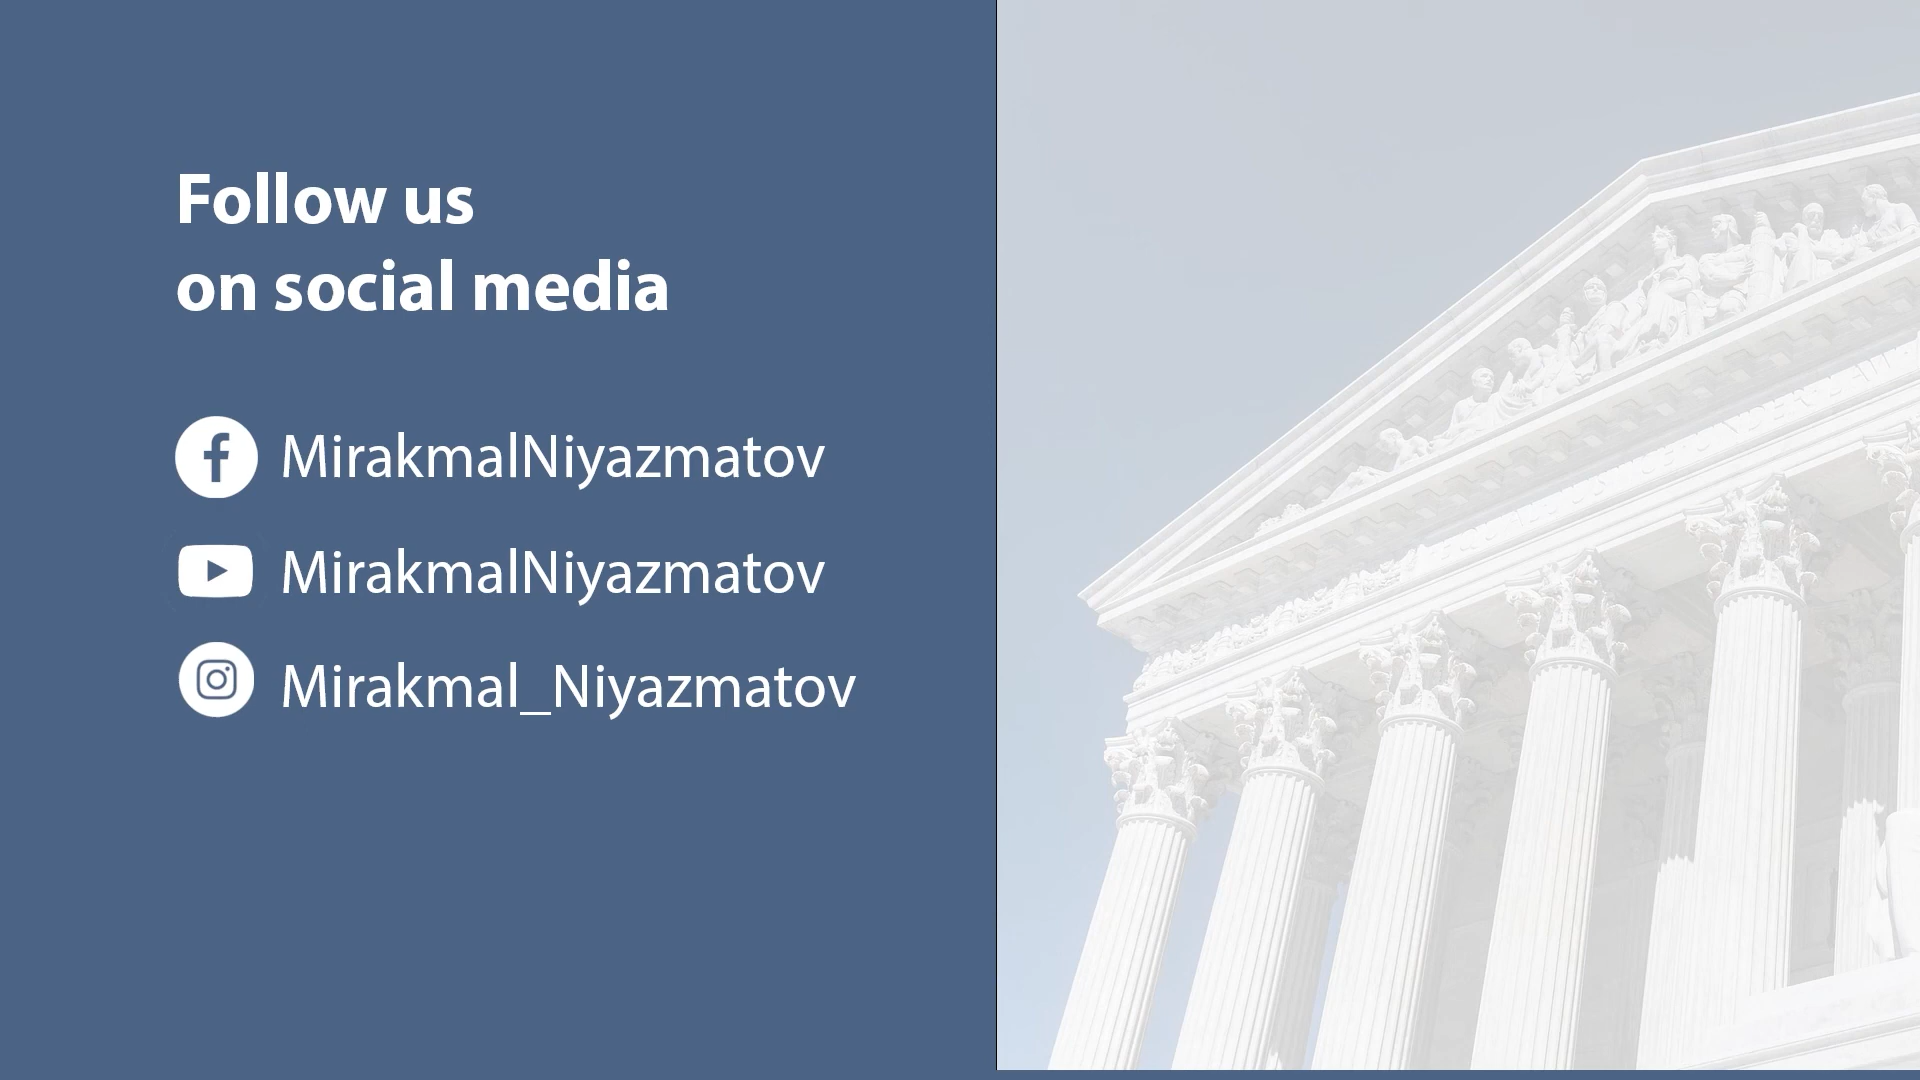 Follow us
on social media
MirakmalNiyazmatov
MirakmalNiyazmatov
Mirakmal_Niyazmatov